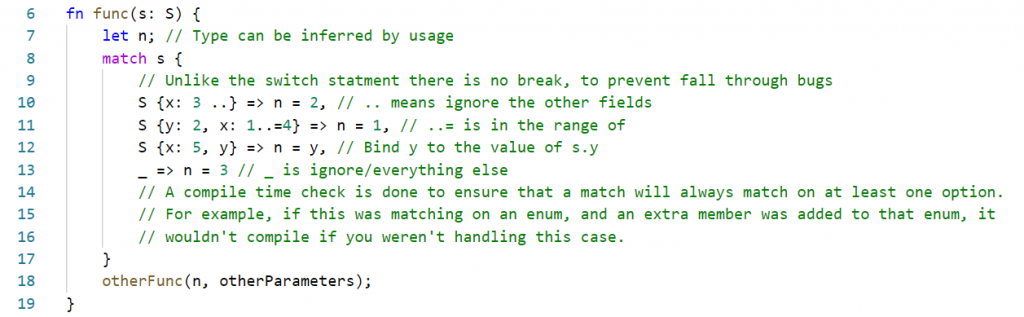 6 fn func(s: S) {
7 let n; // Type can be inferred by usage
8 match s {
9 // Unlike the switch statment there is no break, to prevent fall through bugs
10 S {x: 3 ..} => n = 2, // .. means ignore the other fields
11 S {y: 2, x: 1..=4} => n = 1, // ..= is in the range of
12 S {x: 5, y} => n = y, // Bind y to the value of s.y
13 _ => n = 3 // _ is ignore/everything else
14 // A compile time check is done to ensure that a match will always match on at least one option.
15 // For example, if this was matching on an enum, and an extra member was added to that enum, it
16 // wouldn't compile if you weren't handling this case.
17 }
18 otherFunc(n, otherParameters);
19 }